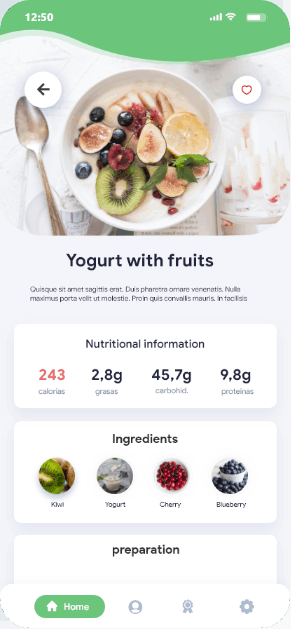 12:50
Yogurt with fruits
Quisque sit amet sagittis erat. Duis pharetra ornare venenatis. Nulla
maximus porta velit ut molestie. Proin quis convallis mauris. In facilisis
Nutritional information
243 2,8g 45,7g 9,8g
calorías grasas carbohid. proteínas
Ingredients
Kiwi Yogurt Cherry Blueberry
preparation
Home